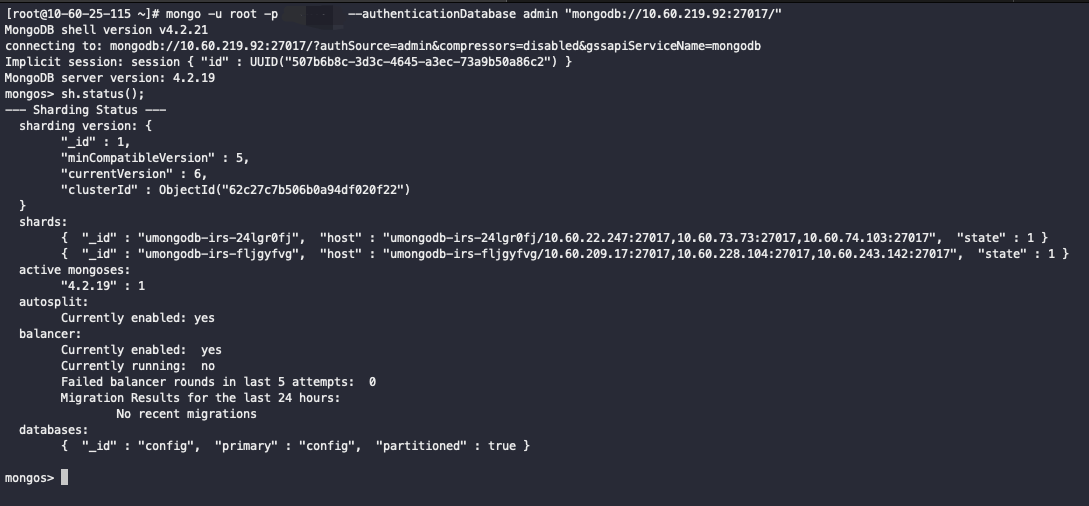 [root@10-60-25-115 ~]# mongo -u root -p --authenticationDatabase admin "mongodb://10.60.219.92:27017/"
MongoDB shell version v4.2.21
connecting to: mongodb://10.60.219.92:27017/?authSource=admin&compressors=disabled&gssapiServiceName=mongodb
Implicit session: session { "id" : UUID("507b6b8c-3d3c-4645-a3ec-73a9b50a86c2") }
MongoDB server version: 4.2.19
mongos> sh.status();
--- Sharding Status ---
  sharding version: {
        "_id" : 1,
        "minCompatibleVersion" : 5,
        "currentVersion" : 6,
        "clusterId" : ObjectId("62c27c7b506b0a94df020f22")
  }
  shards:
        {  "_id" : "umongodb-irs-24lgr0fj",  "host" : "umongodb-irs-24lgr0fj/10.60.22.247:27017,10.60.73.73:27017,10.60.74.103:27017",  "state" : 1 }
        {  "_id" : "umongodb-irs-fljgyfvg",  "host" : "umongodb-irs-fljgyfvg/10.60.209.17:27017,10.60.228.104:27017,10.60.243.142:27017",  "state" : 1 }
  active mongoses:
        "4.2.19" : 1
  autosplit:
        Currently enabled: yes
  balancer:
        Currently enabled:  yes
        Currently running:  no
        Failed balancer rounds in last 5 attempts:  0
        Migration Results for the last 24 hours:
                No recent migrations
  databases:
        {  "_id" : "config",  "primary" : "config",  "partitioned" : true }
mongos>